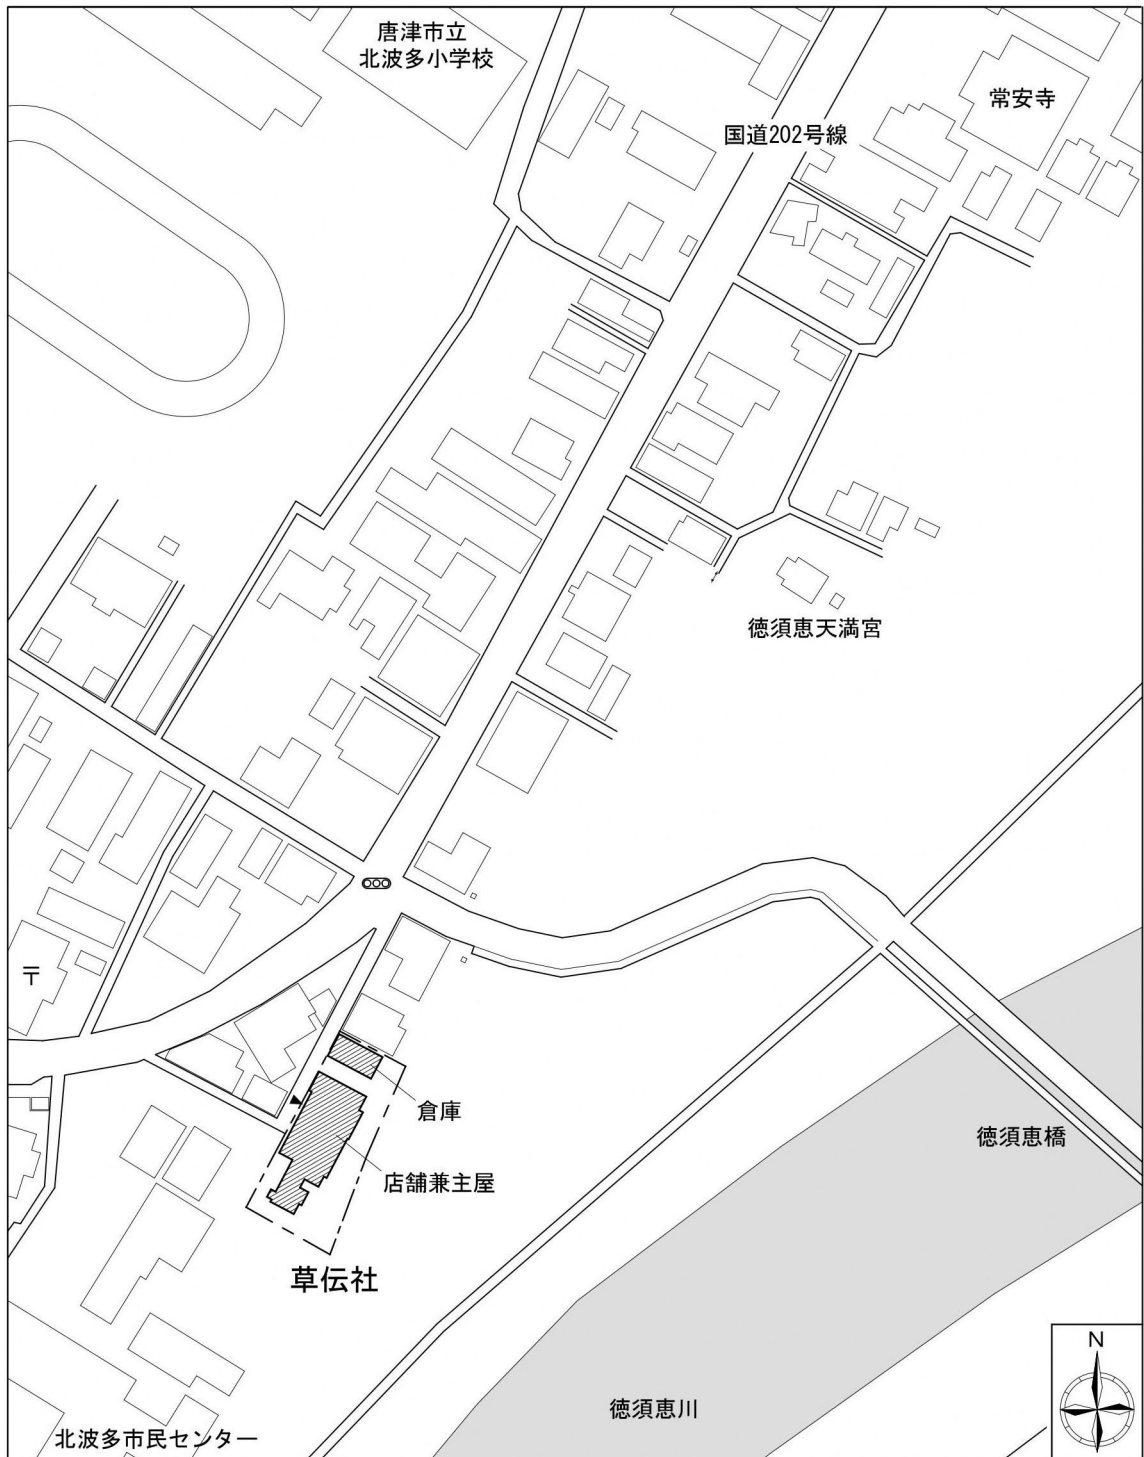 唐津市立
北波多小学校
常安寺
国道202号線
徳須恵天満宮
〒
倉庫
徳須恵橋
店舗兼主屋
草伝社
N
徳須恵川
北波多市民センター